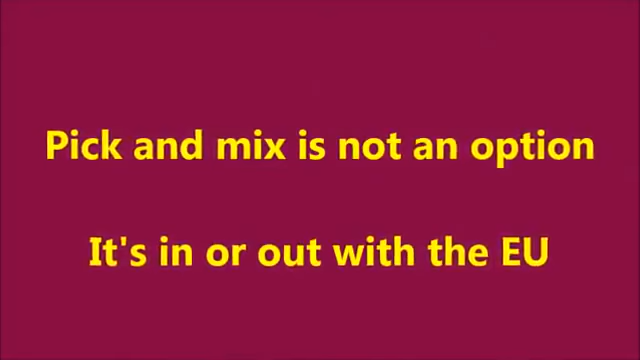 Pick and mix is not an option
It's in or out with the EU